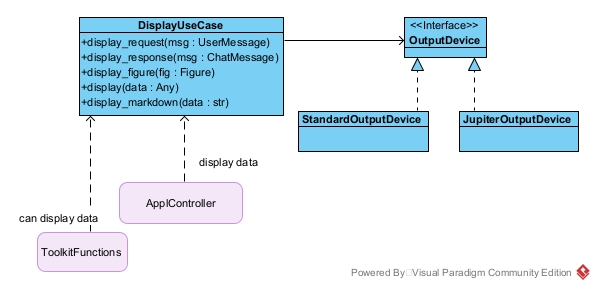 DisplayUseCase
+display_request(msg : UserMessage)
+display_response(msg : ChatMessage)
+display_figure(fig : Figure)
+display(data : Any)
+display_markdown(data : str)
<<Interface>>
OutputDevice
StandardOutputDevice
JupiterOutputDevice
display data
ApplController
can display data
ToolkitFunctions
Powered By Visual Paradigm Community Edition